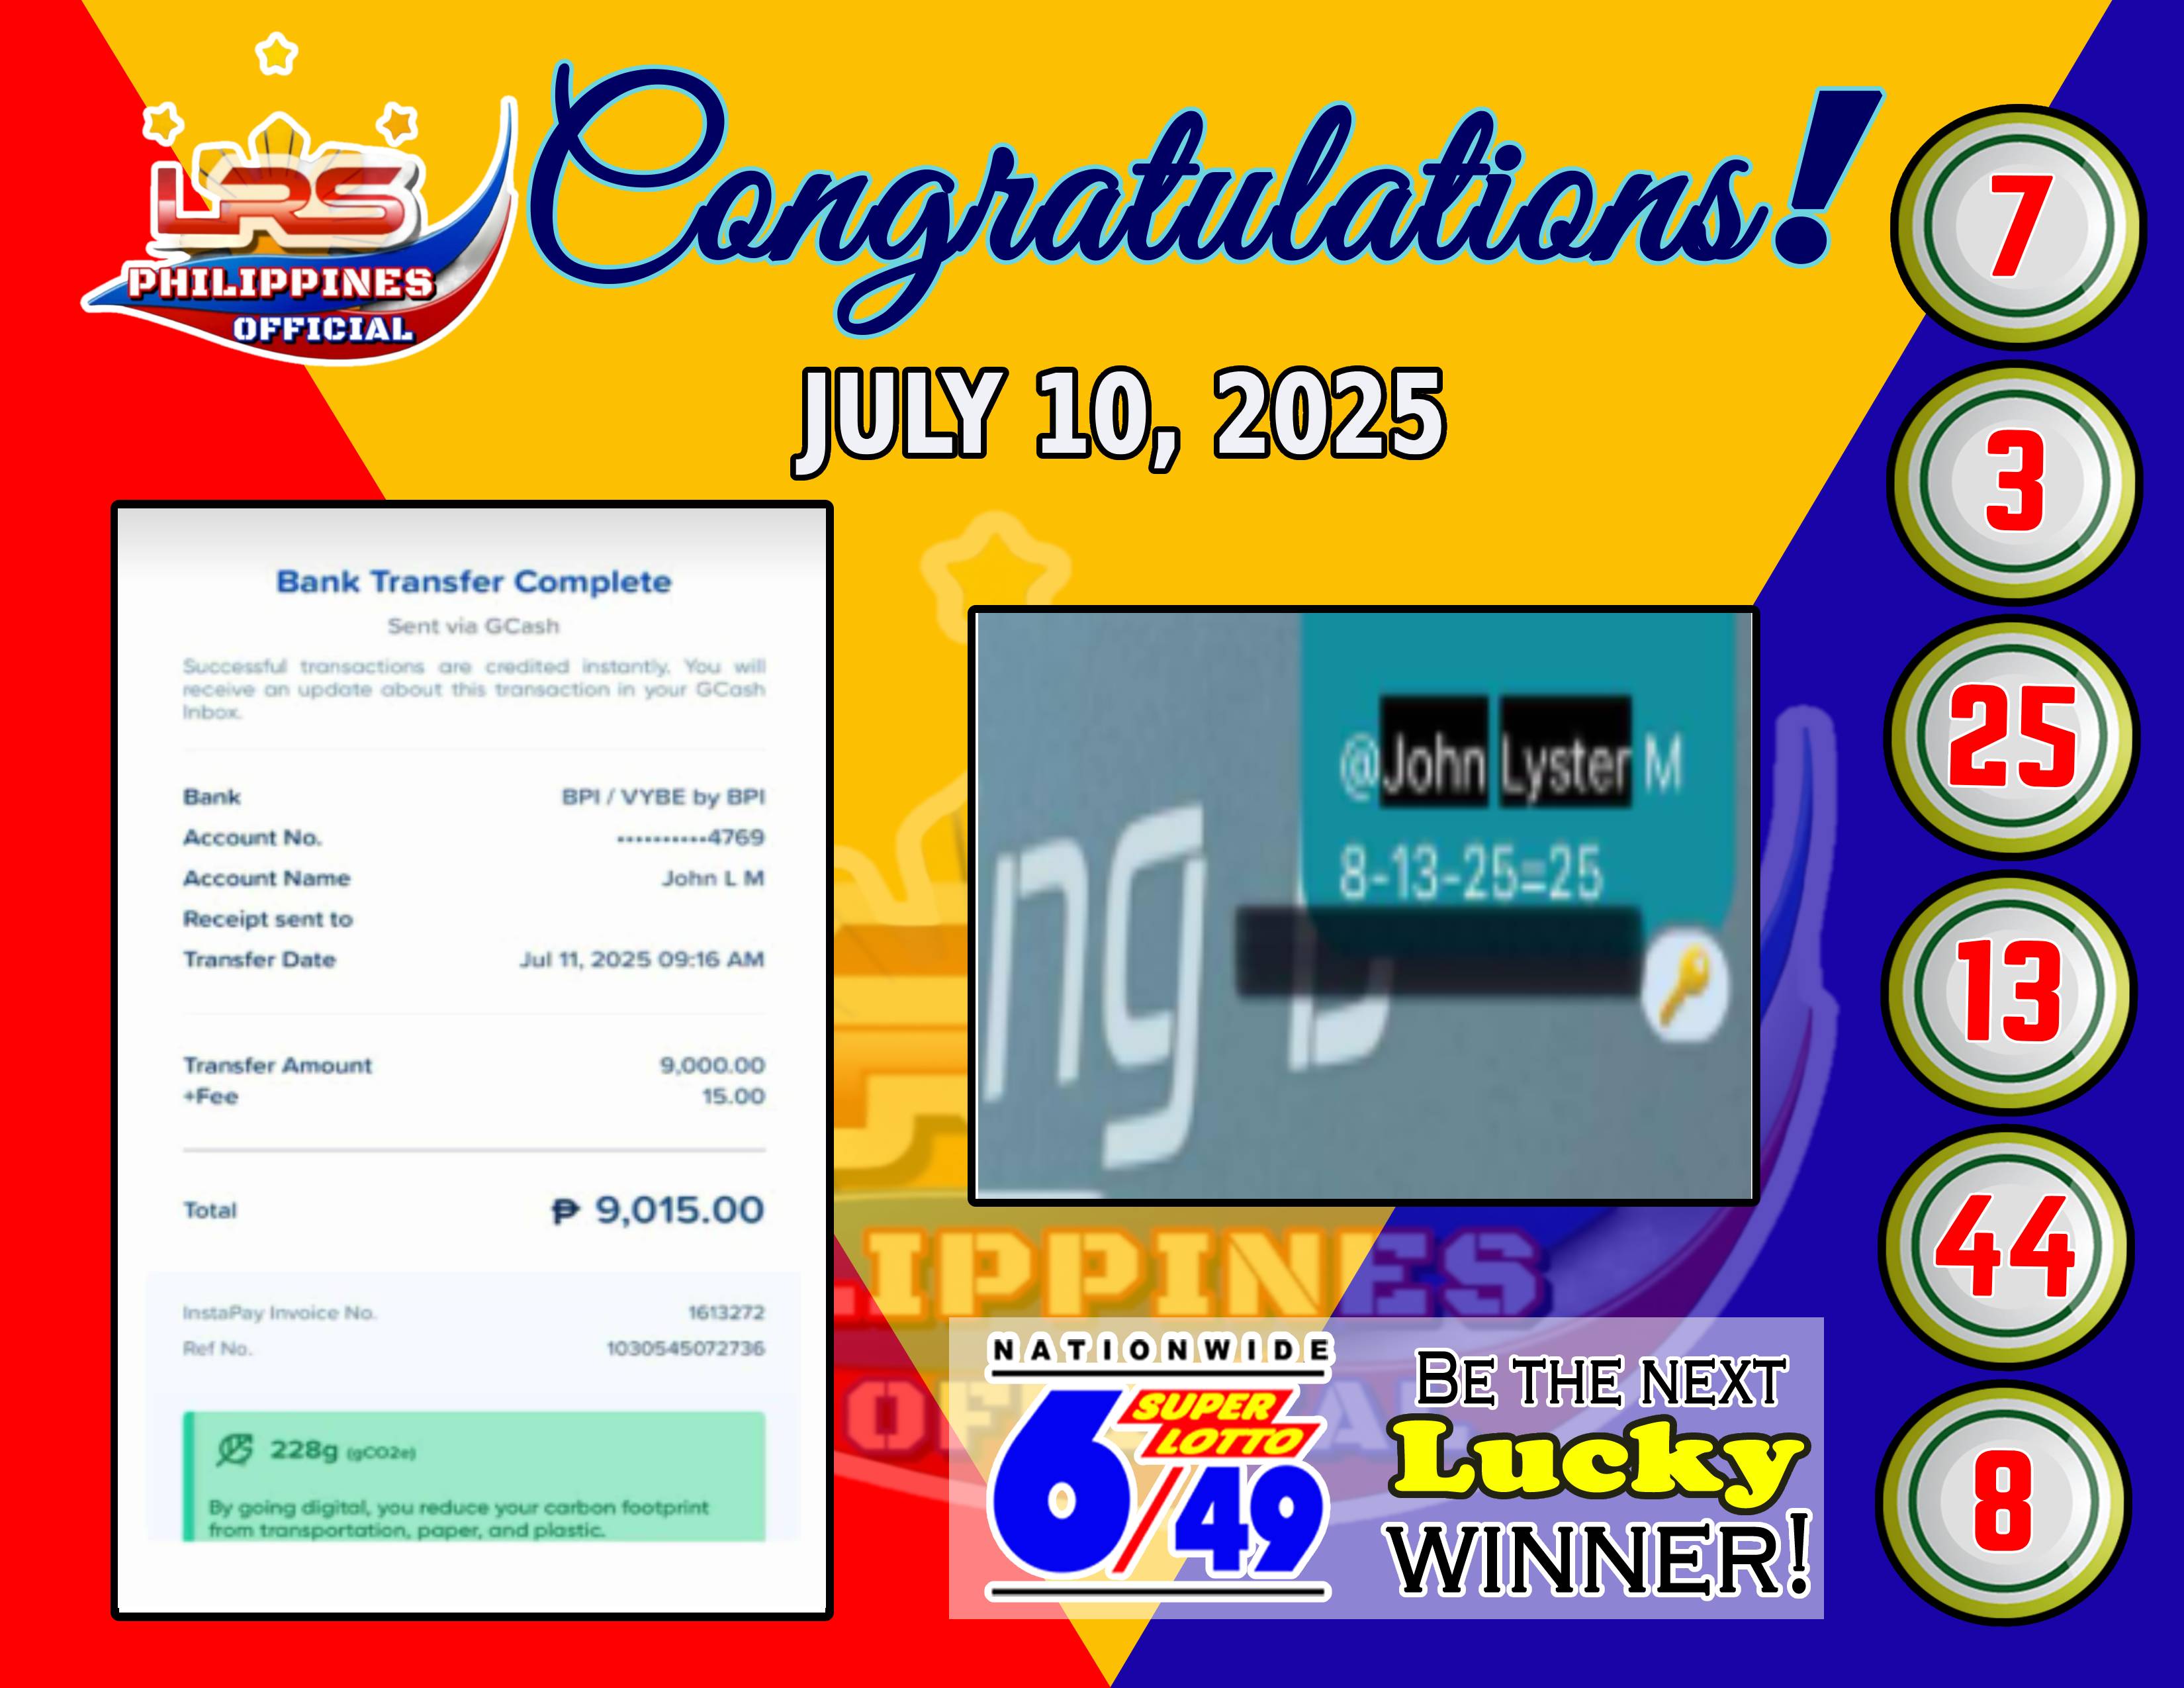 LRS
PHILIPPINES
OFFICIAL
Congratulations!
JULY 10, 2025
Bank Transfer Complete
Sent via GCash
Successful transactions are credited instantly. You will
receive an update about this transaction in your GCash
Inbox.
Bank BPI / VYBE by BPI
Account No. ••••••••••4769
Account Name John L M
Receipt sent to
Transfer Date Jul 11, 2025 09:16 AM
Transfer Amount 9,000.00
+Fee 15.00
Total ₱ 9,015.00
InstaPay Invoice No. 1613272
Ref No. 1030545072736
228g (gCO2e)
By going digital, you reduce your carbon footprint
from transportation, paper, and plastic.
@John Lyster M
8-13-25=25
ng
LIPPINES
NATIONWIDE
6/49
SUPER
LOTTO
BE THE NEXT
Lucky
WINNER!
7
3
25
13
44
8